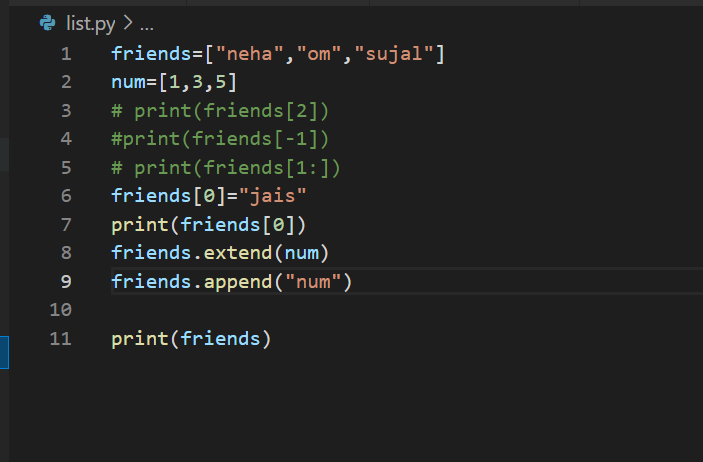 list.py > ...
1 friends=["neha","om","sujal"]
2 num=[1,3,5]
3 # print(friends[2])
4 #print(friends[-1])
5 # print(friends[1:])
6 friends[0]="jais"
7 print(friends[0])
8 friends.extend(num)
9 friends.append("num")
10
11 print(friends)